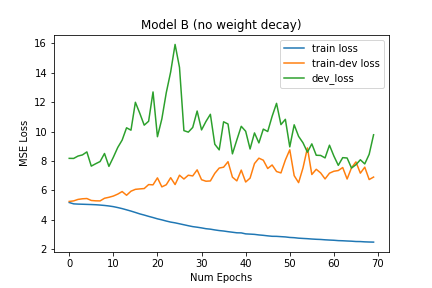 Model B (no weight decay)
train loss
train-dev loss
dev_loss
16
14
12
10
8
6
4
2
MSE Loss
0 10 20 30 40 50 60 70
Num Epochs